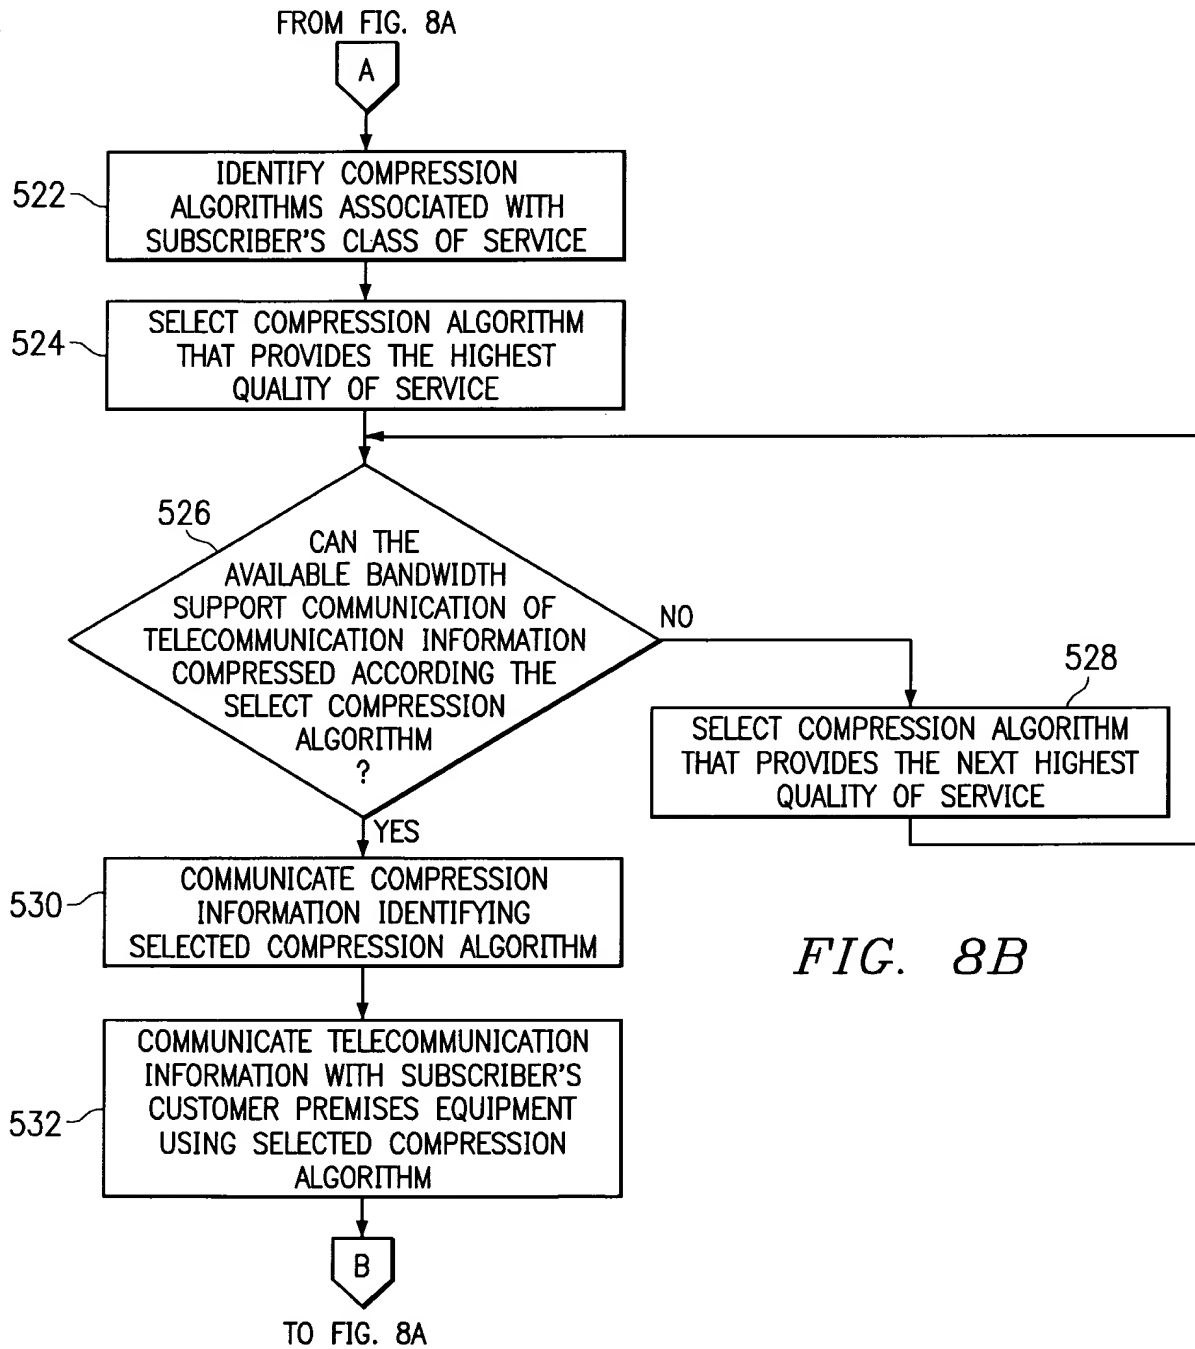 FROM FIG. 8A
A
522
IDENTIFY COMPRESSION
ALGORITHMS ASSOCIATED WITH
SUBSCRIBER'S CLASS OF SERVICE
524
SELECT COMPRESSION ALGORITHM
THAT PROVIDES THE HIGHEST
QUALITY OF SERVICE
526
CAN THE
AVAILABLE BANDWIDTH
SUPPORT COMMUNICATION OF
TELECOMMUNICATION INFORMATION
COMPRESSED ACCORDING THE
SELECT COMPRESSION
ALGORITHM
?
NO
528
SELECT COMPRESSION ALGORITHM
THAT PROVIDES THE NEXT HIGHEST
QUALITY OF SERVICE
YES
530
COMMUNICATE COMPRESSION
INFORMATION IDENTIFYING
SELECTED COMPRESSION ALGORITHM
FIG. 8B
532
COMMUNICATE TELECOMMUNICATION
INFORMATION WITH SUBSCRIBER'S
CUSTOMER PREMISES EQUIPMENT
USING SELECTED COMPRESSION
ALGORITHM
B
TO FIG. 8A